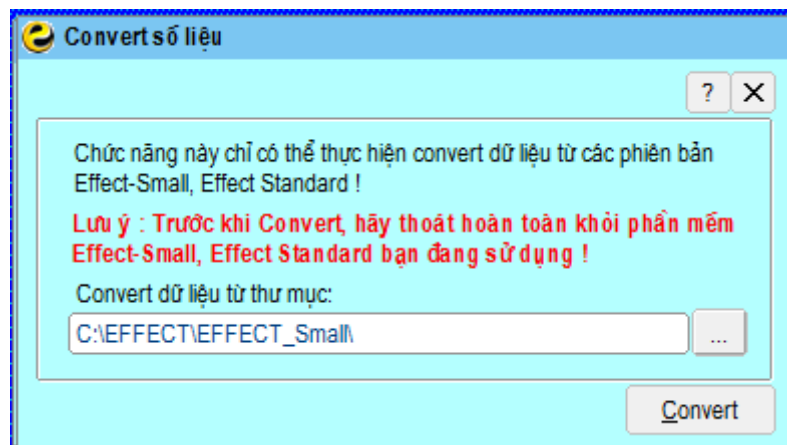 Convert số liệu
?
X
Chức năng này chỉ có thể thực hiện convert dữ liệu từ các phiên bản
Effect-Small, Effect Standard !
Lưu ý : Trước khi Convert, hãy thoát hoàn toàn khỏi phần mềm
Effect-Small, Effect Standard bạn đang sử dụng !
Convert dữ liệu từ thư mục:
C:\EFFECT\EFFECT_Small\
...
Convert